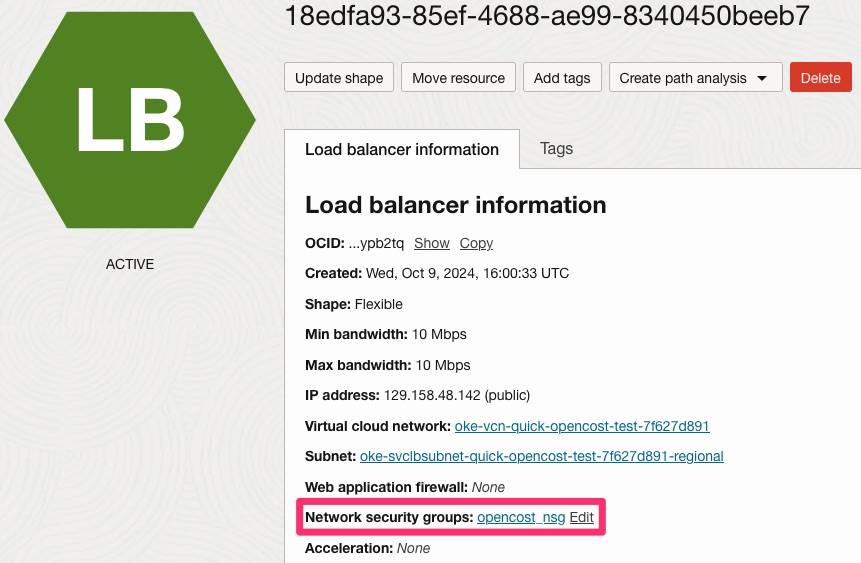 18edfa93-85ef-4688-ae99-8340450beeb7
LB
ACTIVE
Update shape Move resource Add tags Create path analysis Delete
Load balancer information Tags
Load balancer information
OCID: ...ypb2tq Show Copy
Created: Wed, Oct 9, 2024, 16:00:33 UTC
Shape: Flexible
Min bandwidth: 10 Mbps
Max bandwidth: 10 Mbps
IP address: 129.158.48.142 (public)
Virtual cloud network: oke-vcn-quick-opencost-test-7f627d891
Subnet: oke-svclbsubnet-quick-opencost-test-7f627d891-regional
Web application firewall: None
Network security groups: opencost_nsg Edit
Acceleration: None